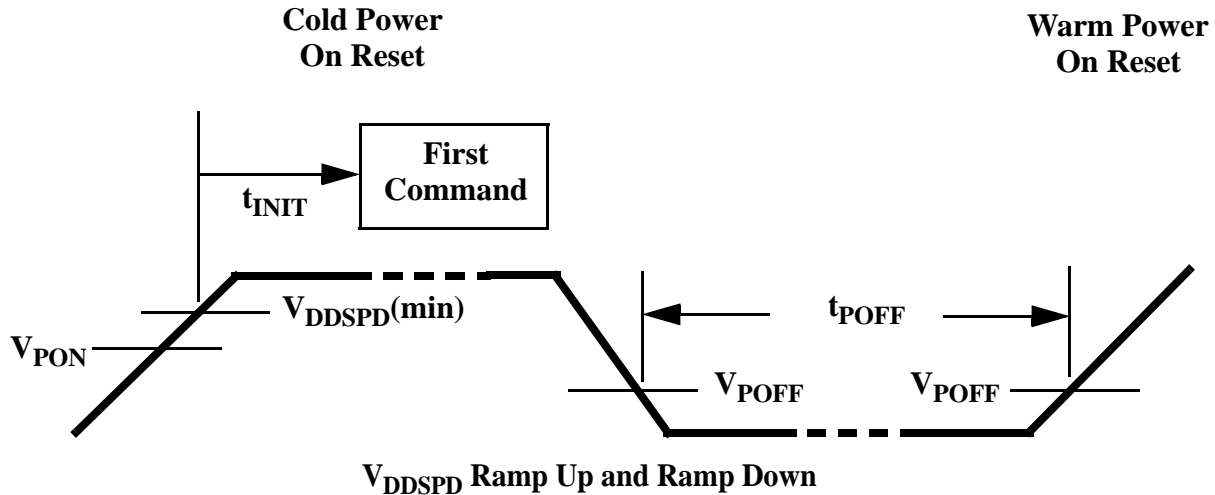 Cold Power
On Reset
Warm Power
On Reset
First
Command
tINIT
VDDSPD(min)
tPOFF
VPON
VPOFF
VPOFF
VDDSPD Ramp Up and Ramp Down